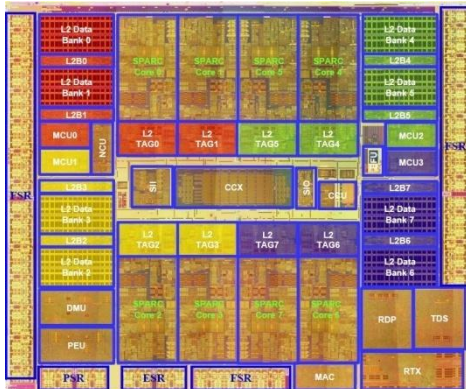 L2 Data
Bank 0
L2B0
L2 Data
Bank 1
L2B1
MCU0
MCU1
NCU
FSR
L2B3
L2 Data
Bank 3
L2B2
L2 Data
Bank 2
DMU
PEU
PSR
SPARC
Core 0
SPARC
Core 1
SPARC
Core 5
SPARC
Core 4
L2
TAG0
L2
TAG1
L2
TAG5
L2
TAG4
SII
CCX
SIO
CCU
L2
TAG2
L2
TAG3
L2
TAG7
L2
TAG6
SPARC
Core 2
SPARC
Core 3
SPARC
Core 7
SPARC
Core 6
ESR
FSR
MAC
L2 Data
Bank 4
L2B4
L2 Data
Bank 5
L2B5
MCU2
MCU3
FSR
L2B7
L2 Data
Bank 7
L2B6
L2 Data
Bank 6
RDP
TDS
RTX